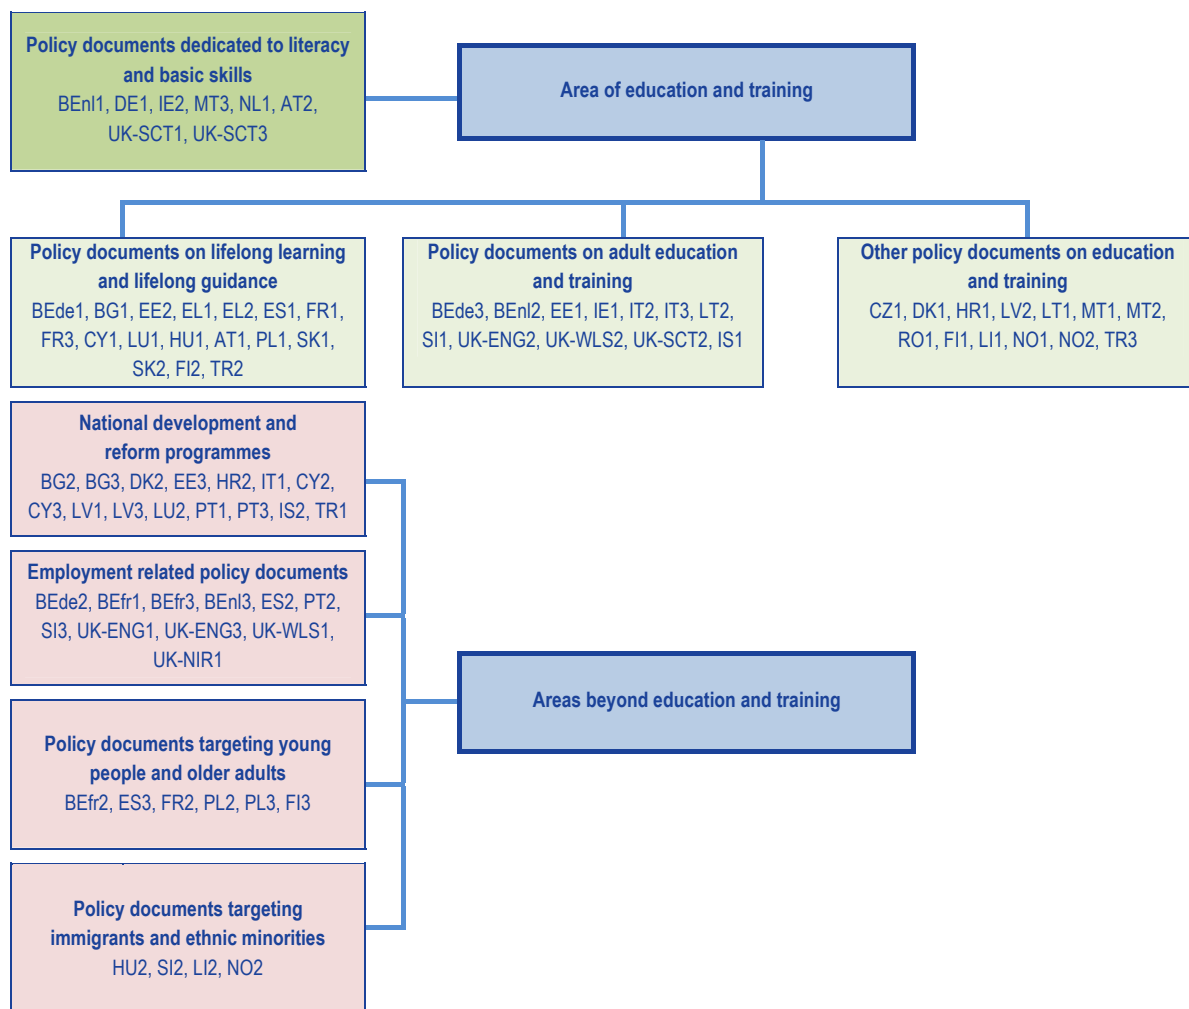 Policy documents dedicated to literacy
and basic skills
BEnl1, DE1, IE2, MT3, NL1, AT2,
UK-SCT1, UK-SCT3
Area of education and training
Policy documents on lifelong learning
and lifelong guidance
BEde1, BG1, EE2, EL1, EL2, ES1, FR1,
FR3, CY1, LU1, HU1, AT1, PL1, SK1,
SK2, FI2, TR2
Policy documents on adult education
and training
BEde3, BEnl2, EE1, IE1, IT2, IT3, LT2,
SI1, UK-ENG2, UK-WLS2, UK-SCT2, IS1
Other policy documents on education
and training
CZ1, DK1, HR1, LV2, LT1, MT1, MT2,
RO1, FI1, LI1, NO1, NO2, TR3
National development and
reform programmes
BG2, BG3, DK2, EE3, HR2, IT1, CY2,
CY3, LV1, LV3, LU2, PT1, PT3, IS2, TR1
Employment related policy documents
BEde2, BEfr1, BEfr3, BEnl3, ES2, PT2,
SI3, UK-ENG1, UK-ENG3, UK-WLS1,
UK-NIR1
Areas beyond education and training
Policy documents targeting young
people and older adults
BEfr2, ES3, FR2, PL2, PL3, FI3
Policy documents targeting
immigrants and ethnic minorities
HU2, SI2, LI2, NO2